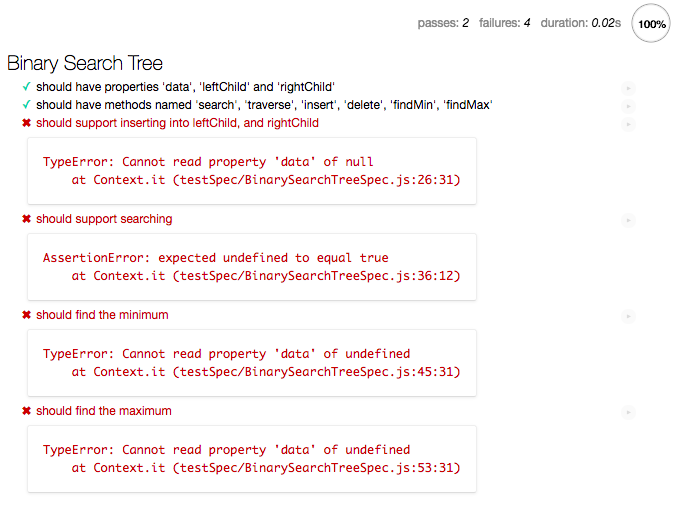 passes: 2 failures: 4 duration: 0.02s 100%
Binary Search Tree
✓ should have properties 'data', 'leftChild' and 'rightChild'
✓ should have methods named 'search', 'traverse', 'insert', 'delete', 'findMin', 'findMax'
✖ should support inserting into leftChild, and rightChild
TypeError: Cannot read property 'data' of null
at Context.it (testSpec/BinarySearchTreeSpec.js:26:31)
✖ should support searching
AssertionError: expected undefined to equal true
at Context.it (testSpec/BinarySearchTreeSpec.js:36:12)
✖ should find the minimum
TypeError: Cannot read property 'data' of undefined
at Context.it (testSpec/BinarySearchTreeSpec.js:45:31)
✖ should find the maximum
TypeError: Cannot read property 'data' of undefined
at Context.it (testSpec/BinarySearchTreeSpec.js:53:31)